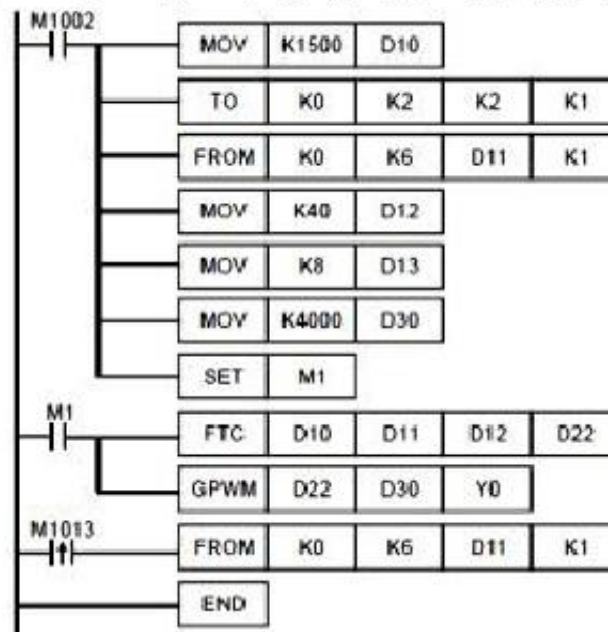 M1002
MOV K1500 D10
TO K0 K2 K2 K1
FROM K0 K6 D11 K1
MOV K40 D12
MOV K8 D13
MOV K4000 D30
SET M1
M1
FTC D10 D11 D12 D22
GPWM D22 D30 Y0
M1013
FROM K0 K6 D11 K1
END